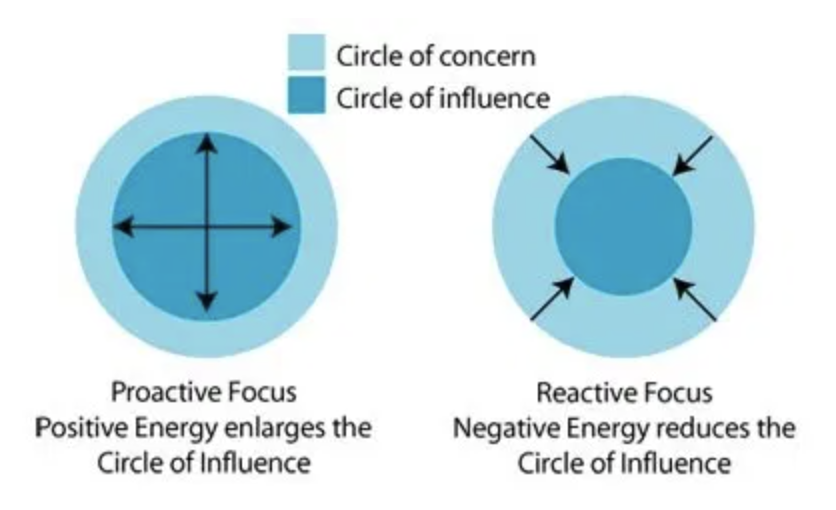 Circle of concern
Circle of influence
Proactive Focus
Positive Energy enlarges the
Circle of Influence
Reactive Focus
Negative Energy reduces the
Circle of Influence